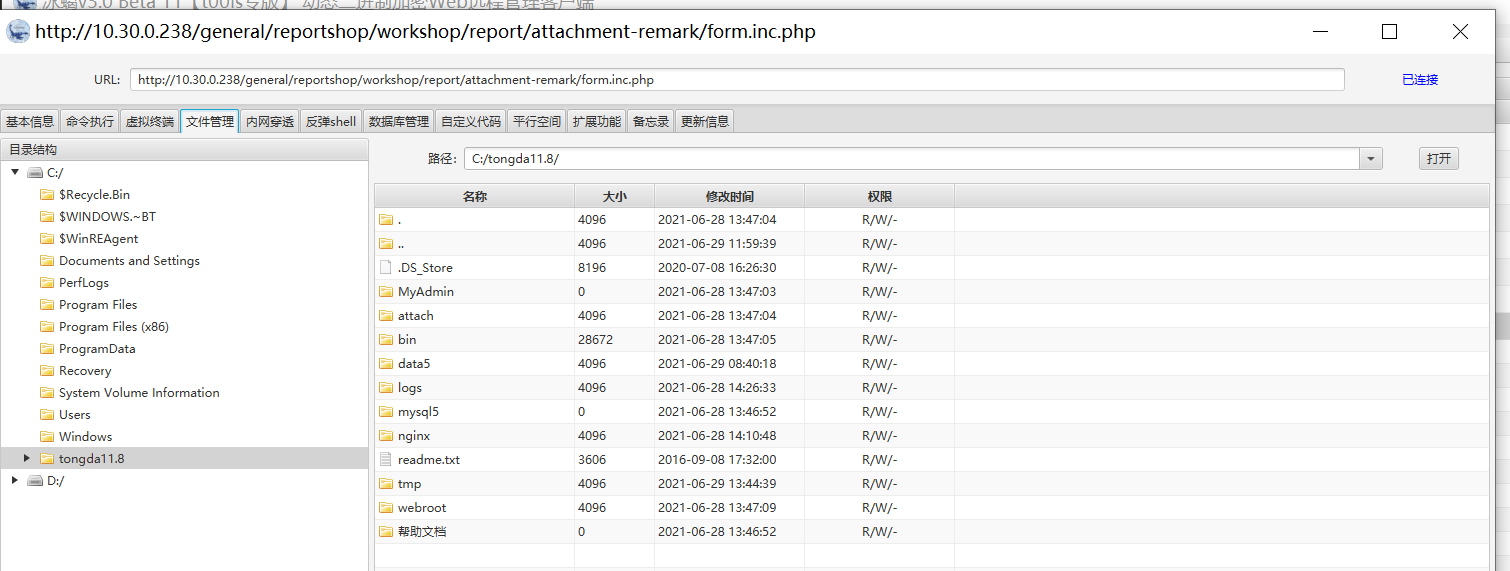 冰蝎v3.0 Beta 11【t00ls专版】 动态二进制加密Web远程管理客户端
http://10.30.0.238/general/reportshop/workshop/report/attachment-remark/form.inc.php
URL: http://10.30.0.238/general/reportshop/workshop/report/attachment-remark/form.inc.php 已连接
基本信息 命令执行 虚拟终端 文件管理 内网穿透 反弹shell 数据库管理 自定义代码 平行空间 扩展功能 备忘录 更新信息
目录结构
C:/
$Recycle.Bin
$WINDOWS.~BT
$WinREAgent
Documents and Settings
PerfLogs
Program Files
Program Files (x86)
ProgramData
Recovery
System Volume Information
Users
Windows
tongda11.8
D:/
路径: C:/tongda11.8/ 打开
名称 大小 修改时间 权限
. 4096 2021-06-28 13:47:04 R/W/-
.. 4096 2021-06-29 11:59:39 R/W/-
.DS_Store 8196 2020-07-08 16:26:30 R/W/-
MyAdmin 0 2021-06-28 13:47:03 R/W/-
attach 4096 2021-06-28 13:47:04 R/W/-
bin 28672 2021-06-28 13:47:05 R/W/-
data5 4096 2021-06-29 08:40:18 R/W/-
logs 4096 2021-06-28 14:26:33 R/W/-
mysql5 0 2021-06-28 13:46:52 R/W/-
nginx 4096 2021-06-28 14:10:48 R/W/-
readme.txt 3606 2016-09-08 17:32:00 R/W/-
tmp 4096 2021-06-29 13:44:39 R/W/-
webroot 4096 2021-06-28 13:47:09 R/W/-
帮助文档 0 2021-06-28 13:46:52 R/W/-